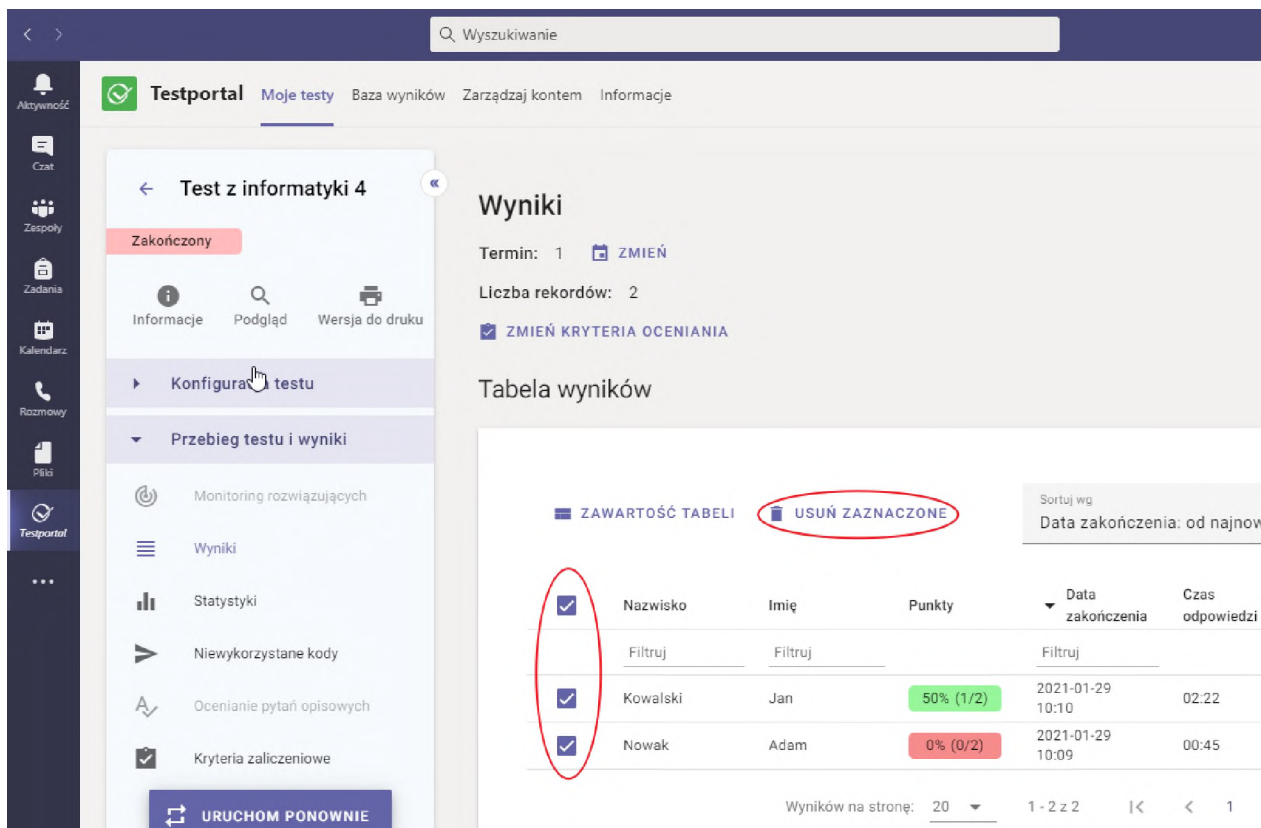 Wyszukiwanie
Aktywność
Czat
Zespoły
Zadania
Kalendarz
Rozmowy
Pliki
Testportal
Testportal Moje testy Baza wyników Zarządzaj kontem Informacje
Test z informatyki 4
Zakończony
Informacje Podgląd Wersja do druku
Konfiguracja testu
Przebieg testu i wyniki
Monitoring rozwiązujących
Wyniki
Statystyki
Niewykorzystane kody
Ocenianie pytań opisowych
Kryteria zaliczeniowe
URUCHOM PONOWNIE
Wyniki
Termin: 1 ZMIEŃ
Liczba rekordów: 2
ZMIEŃ KRYTERIA OCENIANIA
Tabela wyników
ZAWARTOŚĆ TABELI USUŃ ZAZNACZONE
Sortuj wg
Data zakończenia: od najnow
Nazwisko Imię Punkty Data zakończenia Czas odpowiedzi
Filtruj Filtruj Filtruj
Kowalski Jan 50% (1/2) 2021-01-29 10:10 02:22
Nowak Adam 0% (0/2) 2021-01-29 10:09 00:45
Wyników na stronę: 20 1 - 2 z 2 1